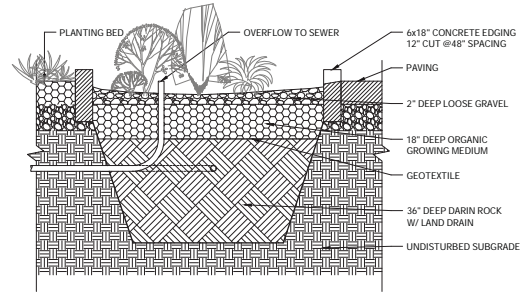 PLANTING BED
OVERFLOW TO SEWER
6x18" CONCRETE EDGING
12" CUT @48" SPACING
PAVING
2" DEEP LOOSE GRAVEL
18" DEEP ORGANIC
GROWING MEDIUM
GEOTEXTILE
36" DEEP DARIN ROCK
W/ LAND DRAIN
UNDISTURBED SUBGRADE